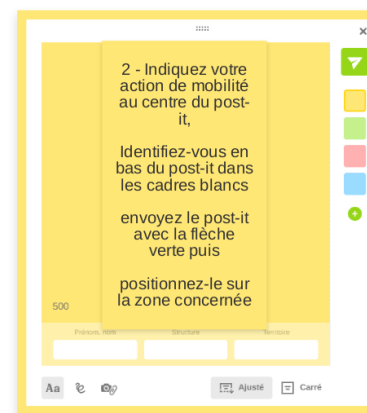 2 - Indiquez votre
action de mobilité
au centre du post-
it,
Identifiez-vous en
bas du post-it dans
les cadres blancs
envoyez le post-it
avec la flèche
verte puis
positionnez-le sur
la zone concernée
500
Prénom, nom Structure Territoire
Aa Ajusté Carré